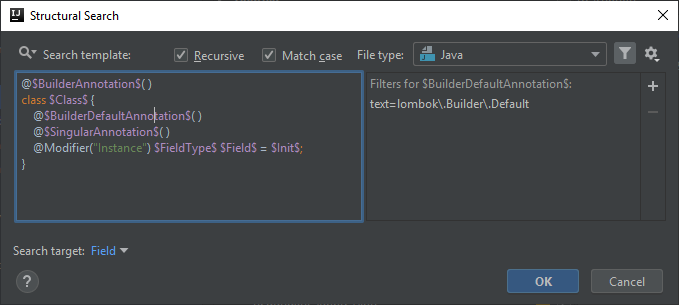 Structural Search
Search template:
Recursive
Match case
File type:
Java
@$BuilderAnnotation$( )
class $Class$ {
@$BuilderDefaultAnnotation$( )
@$SingularAnnotation$( )
@Modifier("Instance") $FieldType$ $Field$ = $Init$;
}
Filters for $BuilderDefaultAnnotation$:
text=lombok\.Builder\.Default
Search target: Field
?
OK
Cancel